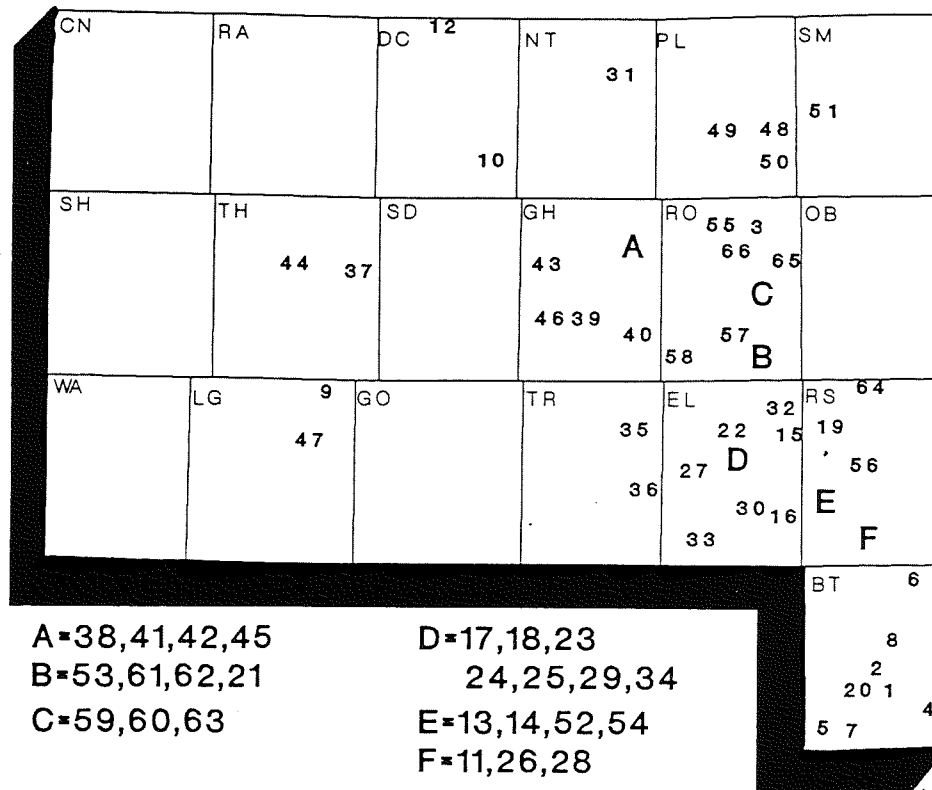 CN RA DC 12 NT PL SM
31
51
49 48
10 50
SH TH SD GH RO 55 3 OB
A 66
44 37 43 65
C
46 39 40 57
58 B
WA LG 9 GO TR EL 32 RS 64
47 35 22 15 19
27 D 56
36 30 16 E
33 F
BT 6
8
2
20 1
4
5 7
A=38,41,42,45
B=53,61,62,21
C=59,60,63
D=17,18,23
24,25,29,34
E=13,14,52,54
F=11,26,28